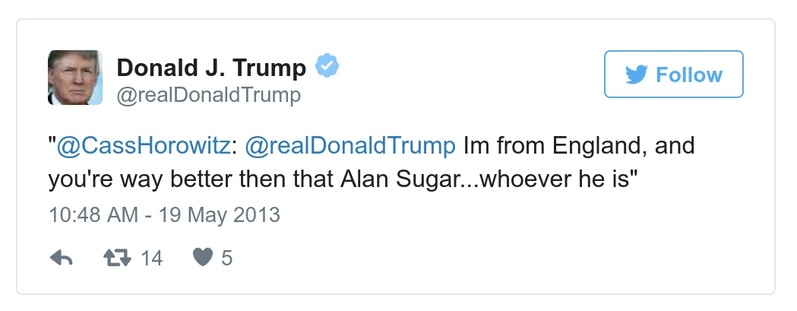 Donald J. Trump
@realDonaldTrump
Follow
"@CassHorowitz: @realDonaldTrump Im from England, and
you're way better then that Alan Sugar...whoever he is"
10:48 AM - 19 May 2013
14 5